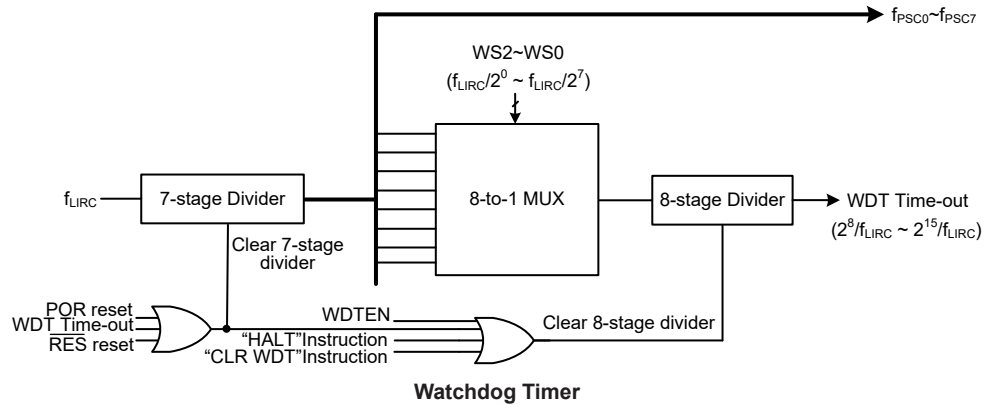 fPSC0~fPSC7
WS2~WS0
(fLIRC/2^0 ~ fLIRC/2^7)
fLIRC
7-stage Divider
8-to-1 MUX
8-stage Divider
WDT Time-out
(2^8/fLIRC ~ 2^15/fLIRC)
Clear 7-stage
divider
POR reset
WDT Time-out
RES reset
WDTEN
"HALT"Instruction
"CLR WDT"Instruction
Clear 8-stage divider
Watchdog Timer